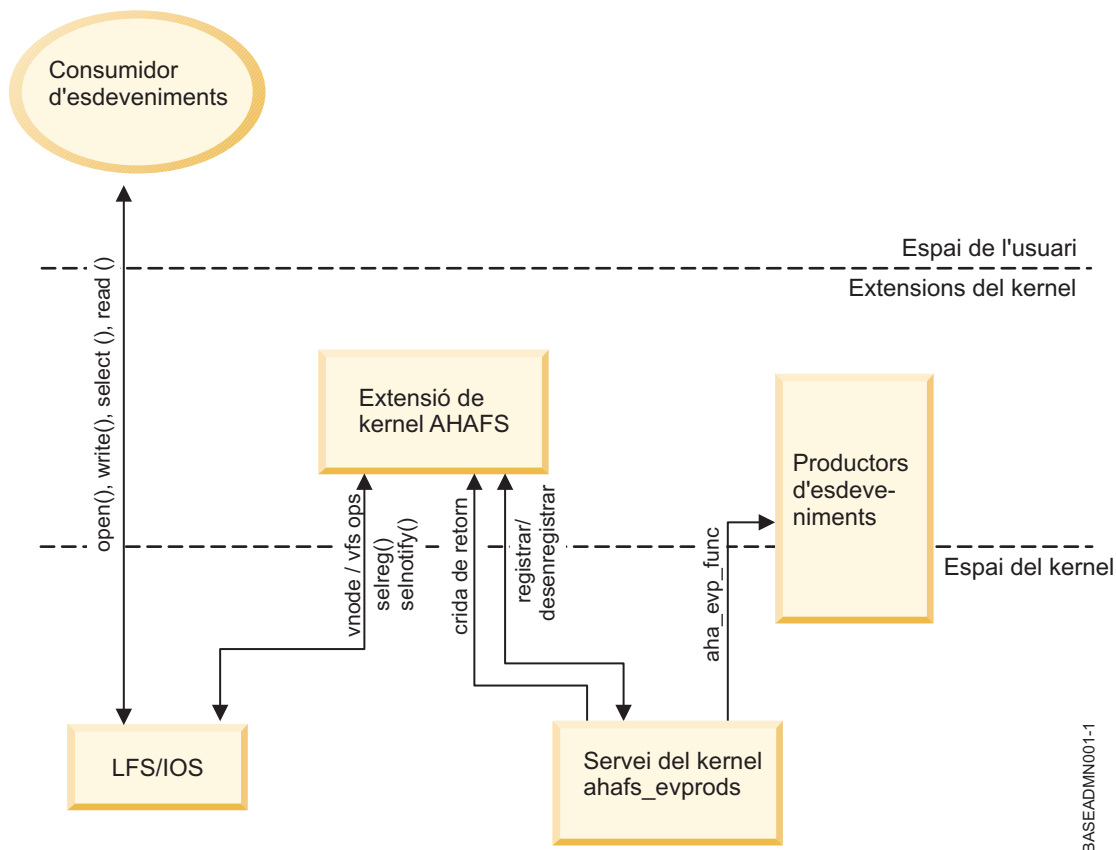 Consumidor
d'esdeveniments
open(), write(), select (), read ()
Espai de l'usuari
Extensions del kernel
Extensió de
kernel AHAFS
Productors
d'esdeve-
niments
vnode / vfs ops
selreg()
selnotify()
crida de retorn
registrar/
desenregistrar
aha_evp_func
Espai del kernel
LFS/IOS
Servei del kernel
ahafs_evprods
BASEADMN001-1